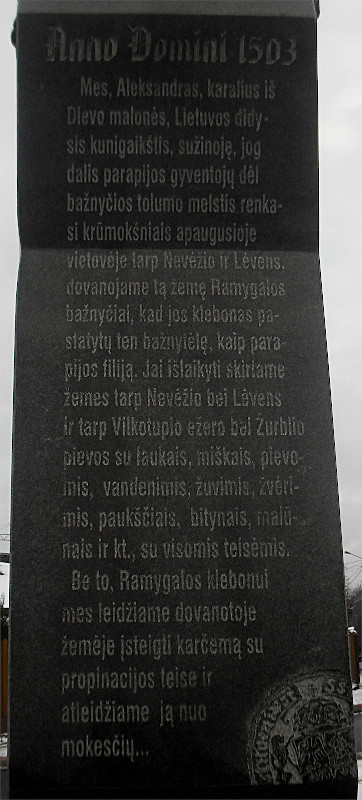 Anno Domini 1503
Mes, Aleksandras, karalius iš
Dievo malonės, Lietuvos didy-
sis kunigaikštis, sužinoję, jog
dalis parapijos gyventojų dėl
bažnyčios tolumo melstis renka-
si krūmokšniais apaugusioje
vietovėje tarp Nevėžio ir Lėvens,
dovanojame tą žemę Ramygalos
bažnyčiai, kad jos klebonas pa-
statytų ten bažnytėlę, kaip para-
pijos filiją. Jai išlaikyti skiriame
žemes tarp Nevėžio bei Lėvens
ir tarp Vilkotupio ežero bei Žurbilo
pievos su laukais, miškais, pievo-
mis, vandenimis, žuvimis, žvėri-
mis, paukščiais, bitynais, malū-
nais ir kt., su visomis teisėmis.
Be to, Ramygalos klebonui
mes leidžiame dovanotoje
žemėje įsteigti karčemą su
propinacijos teise ir
atleidžiame ją nuo
mokesčių...